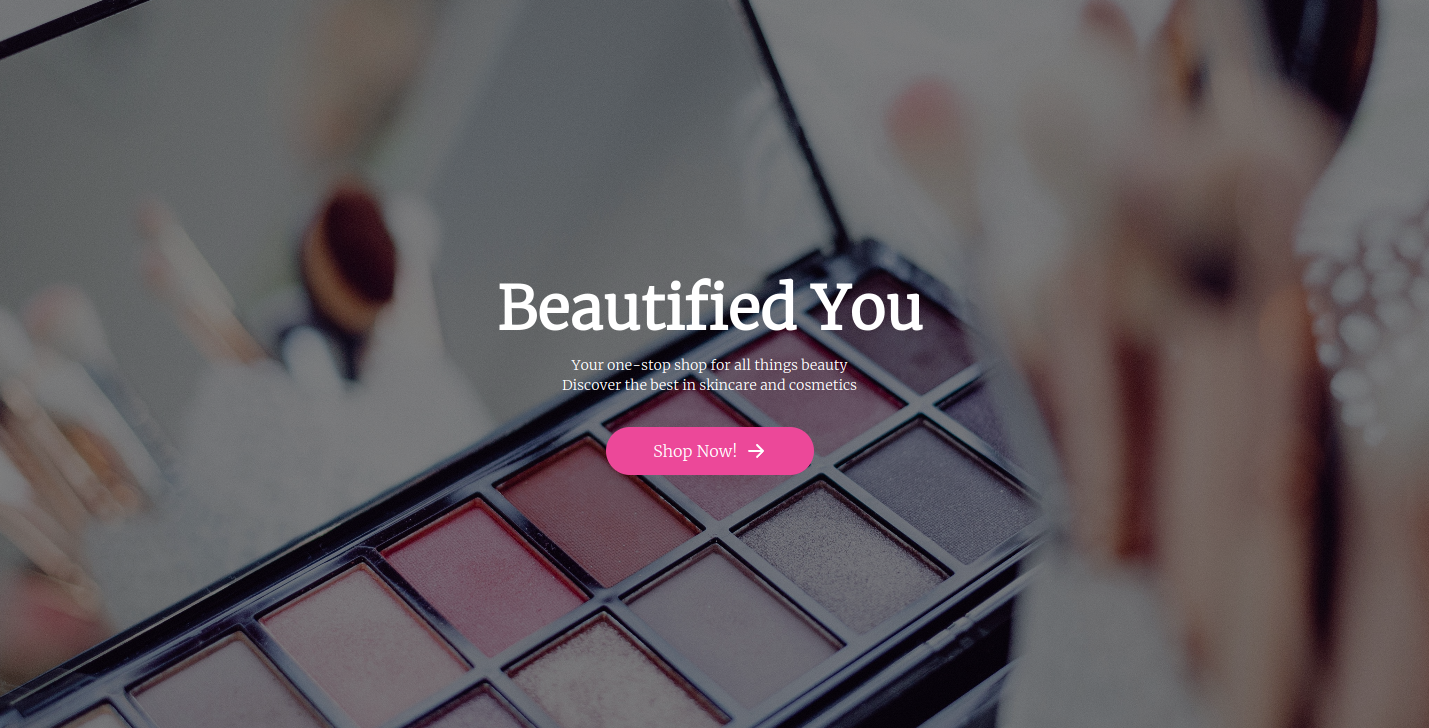 Beautified You
Your one-stop shop for all things beauty
Discover the best in skincare and cosmetics
Shop Now!